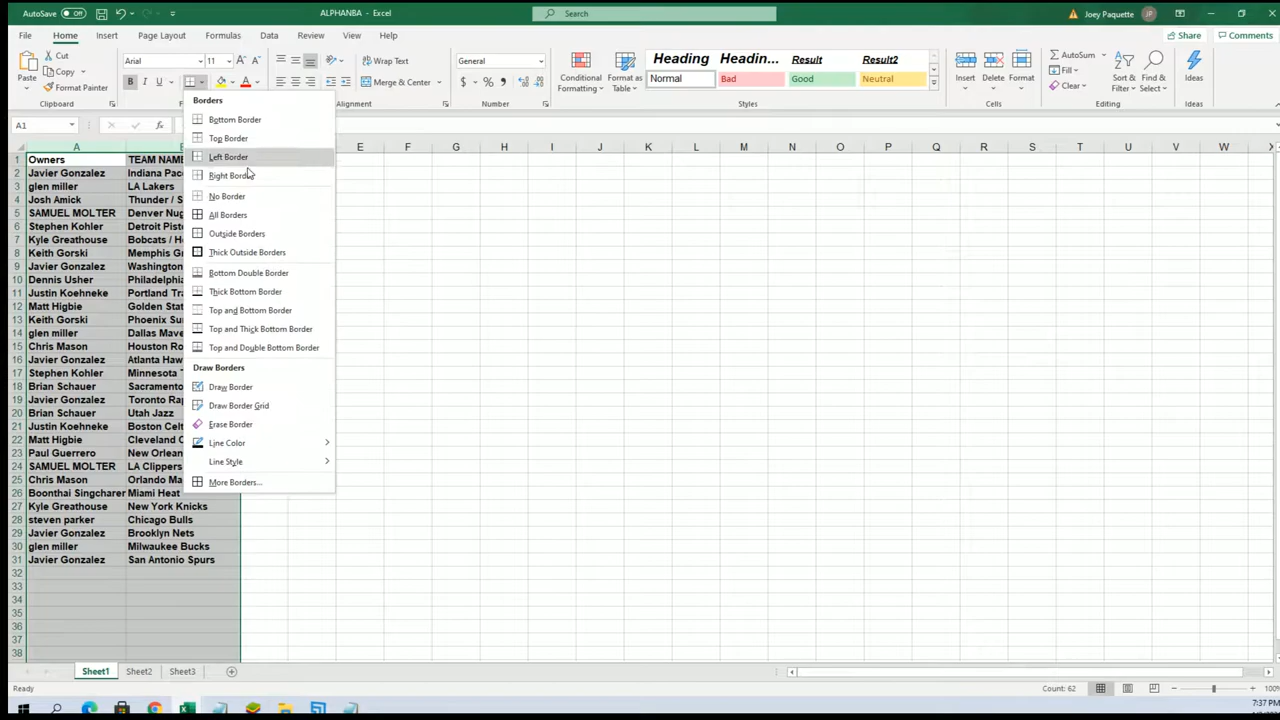 AutoSave Off ALPHANBA - Excel Search Joey Paquette JP
File Home Insert Page Layout Formulas Data Review View Help Share Comments
Paste Cut Copy Format Painter Clipboard
Arial 11 A A B I U A
Wrap Text Merge & Center Alignment
General $ % Number
Conditional Formatting Format as Table
Heading Headin... Result Result2
Normal Bad Good Neutral
Styles
Insert Delete Format Cells
AutoSum Fill Clear Sort & Filter Find & Select Editing
Ideas Ideas
A1 fx
Borders
Bottom Border
Top Border
Left Border
Right Border
No Border
All Borders
Outside Borders
Thick Outside Borders
Bottom Double Border
Thick Bottom Border
Top and Bottom Border
Top and Thick Bottom Border
Top and Double Bottom Border
Draw Borders
Draw Border
Draw Border Grid
Erase Border
Line Color
Line Style
More Borders...
A E F G H I J K L M N O P Q R S T U V W
1 Owners TEAM NAME
2 Javier Gonzalez Indiana Pac
3 glen miller LA Lakers
4 Josh Amick Thunder / S
5 SAMUEL MOLTER Denver Nug
6 Stephen Kohler Detroit Pist
7 Kyle Greathouse Bobcats / H
8 Keith Gorski Memphis Gr
9 Javier Gonzalez Washington
10 Dennis Usher Philadelphia
11 Justin Koehneke Portland Tra
12 Matt Higbie Golden Stat
13 Keith Gorski Phoenix Su
14 glen miller Dallas Mave
15 Chris Mason Houston Ro
16 Javier Gonzalez Atlanta Haw
17 Stephen Kohler Minnesota T
18 Brian Schauer Sacramento
19 Javier Gonzalez Toronto Rap
20 Brian Schauer Utah Jazz
21 Justin Koehneke Boston Celt
22 Matt Higbie Cleveland C
23 Paul Guerrero New Orlean
24 SAMUEL MOLTER LA Clippers
25 Chris Mason Orlando Ma
26 Boonthai Singcharer Miami Heat
27 Kyle Greathouse New York Knicks
28 steven parker Chicago Bulls
29 Javier Gonzalez Brooklyn Nets
30 glen miller Milwaukee Bucks
31 Javier Gonzalez San Antonio Spurs
32
33
34
35
36
37
38
Sheet1 Sheet2 Sheet3
Ready Count: 62 100%
7:37 PM